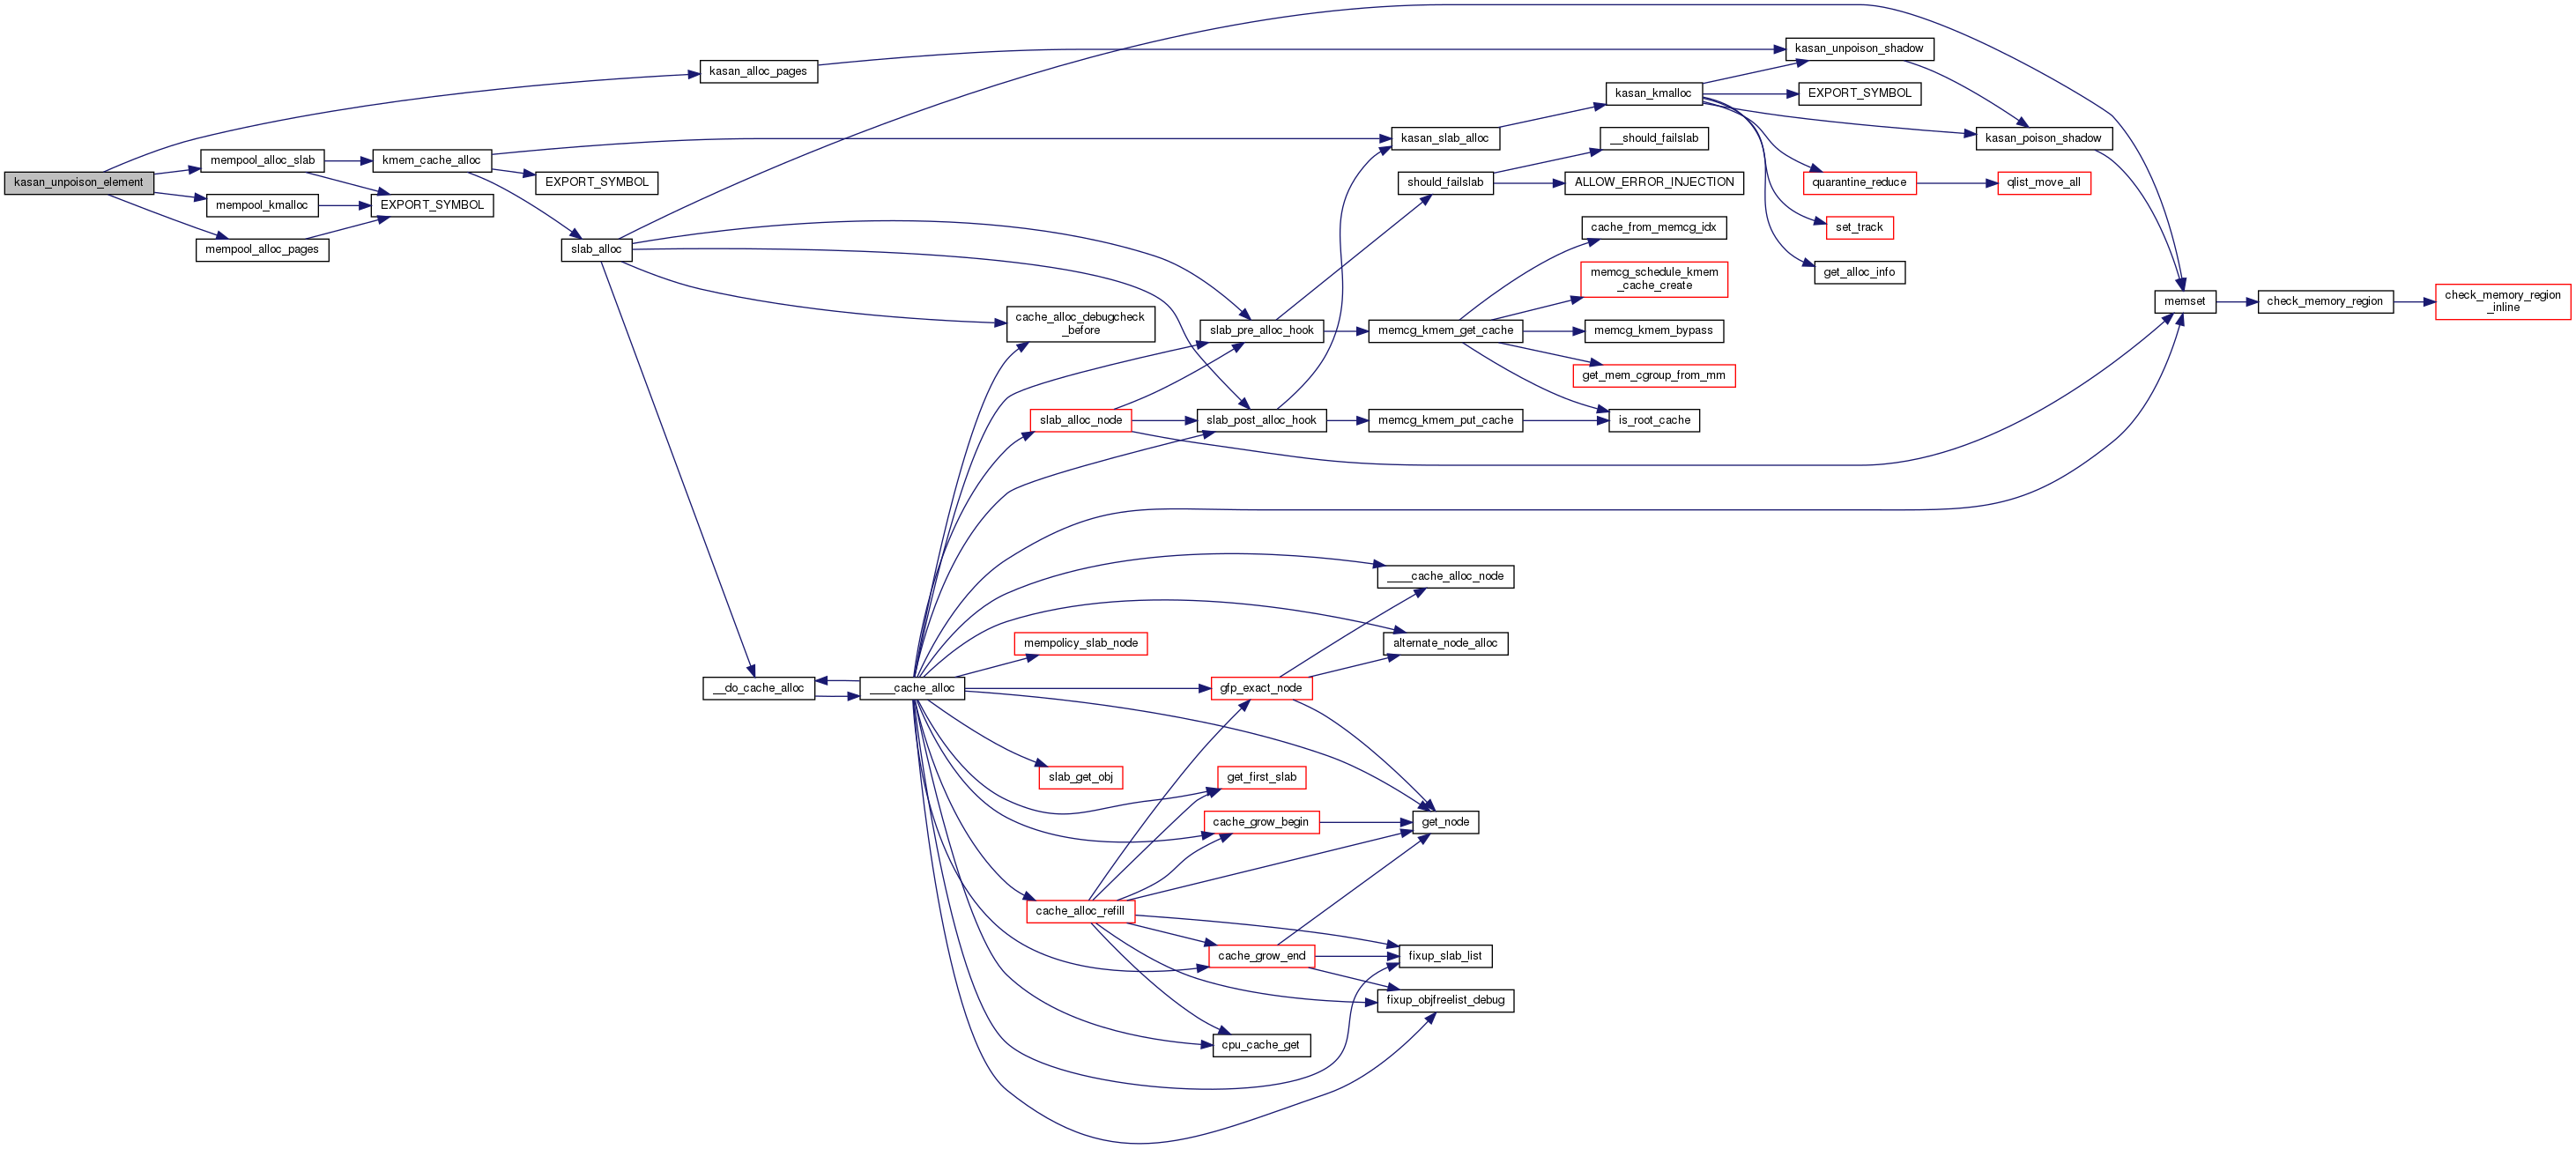 kasan_unpoison_element
kasan_alloc_pages
mempool_alloc_slab
mempool_kmalloc
mempool_alloc_pages
kmem_cache_alloc
EXPORT_SYMBOL
EXPORT_SYMBOL
slab_alloc
__do_cache_alloc
____cache_alloc
cache_alloc_debugcheck
_before
slab_alloc_node
mempolicy_slab_node
slab_get_obj
cache_alloc_refill
slab_pre_alloc_hook
slab_post_alloc_hook
gfp_exact_node
get_first_slab
cache_grow_begin
cache_grow_end
cpu_cache_get
kasan_slab_alloc
should_failslab
memcg_kmem_get_cache
memcg_kmem_put_cache
____cache_alloc_node
alternate_node_alloc
get_node
fixup_slab_list
fixup_objfreelist_debug
kasan_kmalloc
__should_failslab
ALLOW_ERROR_INJECTION
cache_from_memcg_idx
memcg_schedule_kmem
_cache_create
memcg_kmem_bypass
get_mem_cgroup_from_mm
is_root_cache
kasan_unpoison_shadow
EXPORT_SYMBOL
quarantine_reduce
set_track
get_alloc_info
kasan_poison_shadow
qlist_move_all
memset
check_memory_region
check_memory_region
_inline